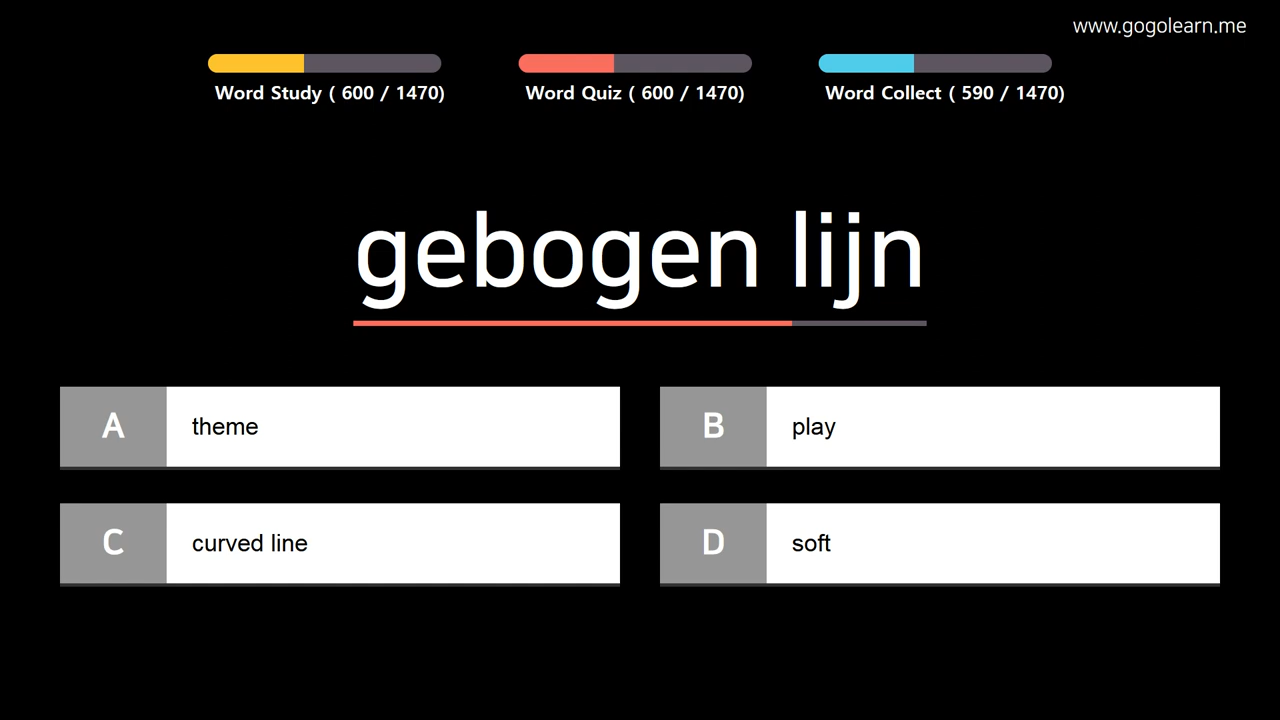 www.gogolearn.me
Word Study ( 600 / 1470)
Word Quiz ( 600 / 1470)
Word Collect ( 590 / 1470)
gebogen lijn
A theme
B play
C curved line
D soft